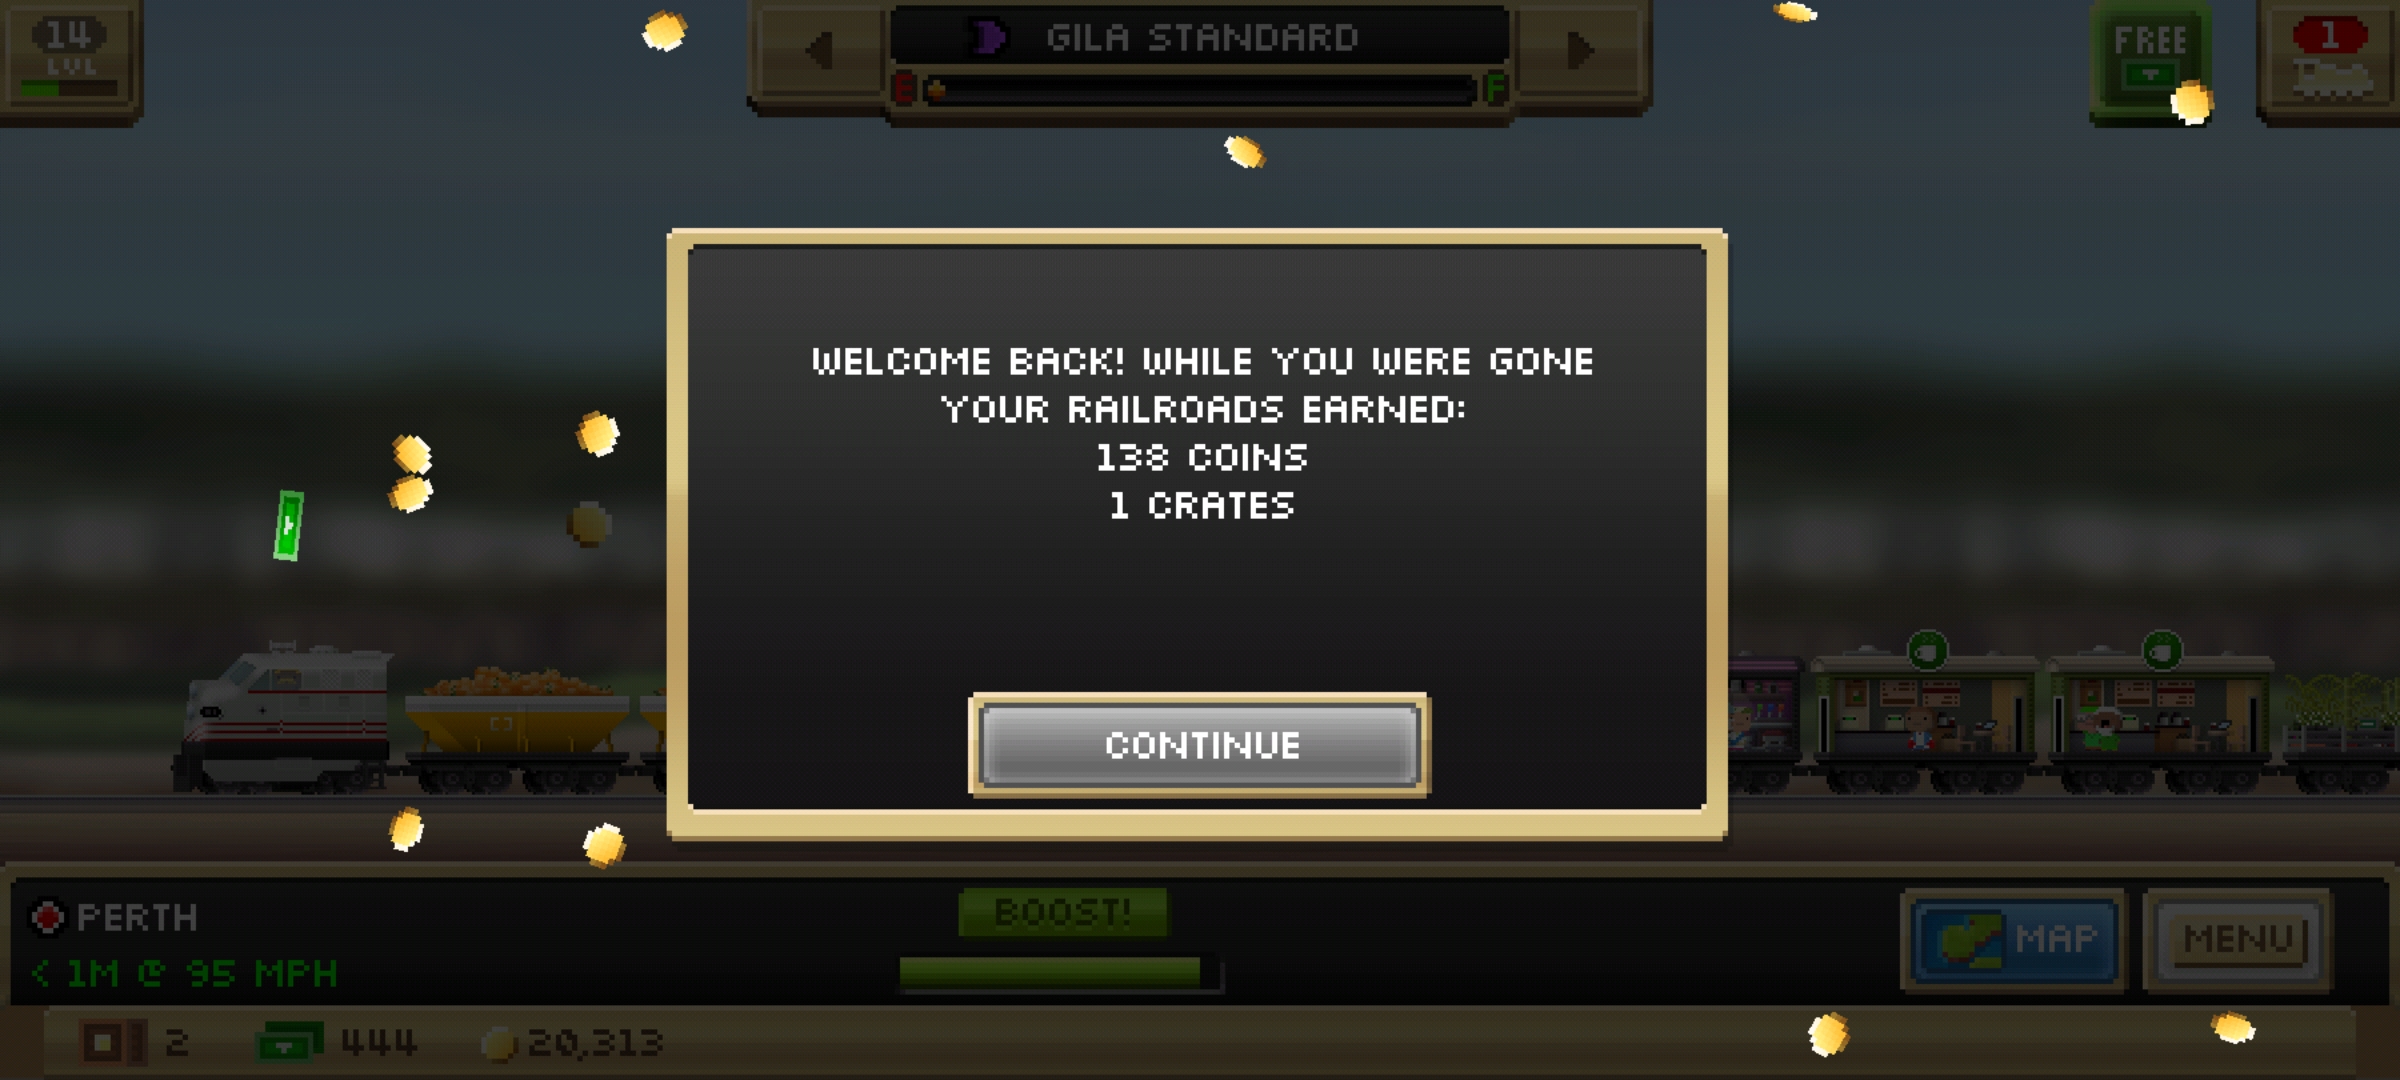 14
LVL
GILA STANDARD
E
F
FREE
1
WELCOME BACK! WHILE YOU WERE GONE
YOUR RAILROADS EARNED:
138 COINS
1 CRATES
CONTINUE
PERTH
< 1M @ 95 MPH
BOOST!
MAP
MENU
2
444
20,313